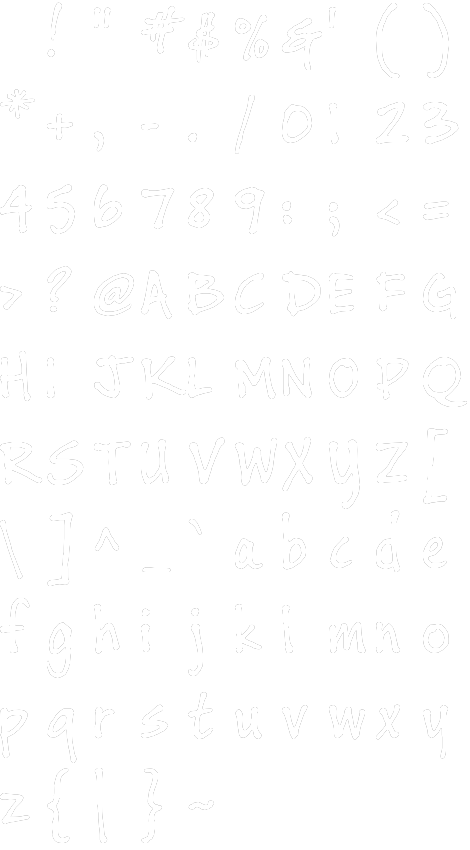 ! " # $ % & ' ( )
* + , - . / 0 1 2 3
4 5 6 7 8 9 : ; < =
> ? @ A B C D E F G
H I J K L M N O P Q
R S T U V W X Y Z [
\ ] ^ _ ` a b c d e
f g h i j k l m n o
p q r s t u v w x y
z { | } ~